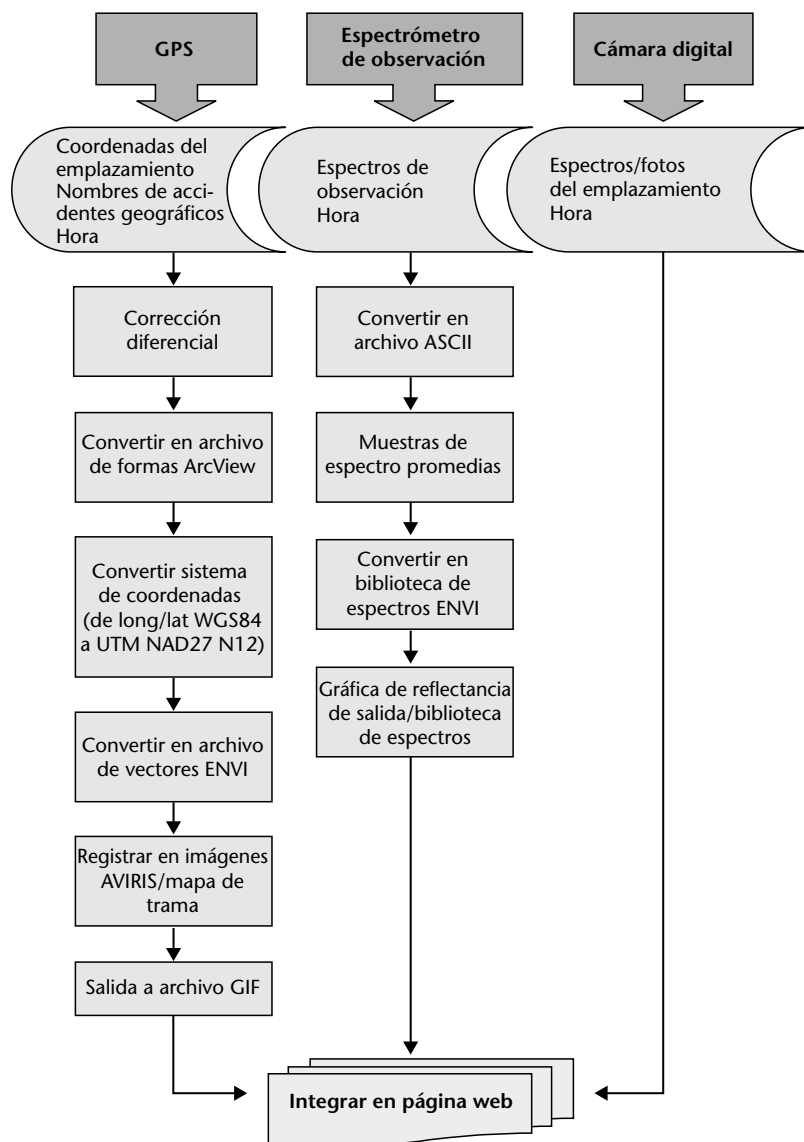 GPS
Espectrómetro
de observación
Cámara digital
Coordenadas del
emplazamiento
Nombres de acci-
dentes geográficos
Hora
Espectros de
observación
Hora
Espectros/fotos
del emplazamiento
Hora
Corrección
diferencial
Convertir en archivo
de formas ArcView
Convertir sistema
de coordenadas
(de long/lat WGS84
a UTM NAD27 N12)
Convertir en archivo
de vectores ENVI
Registrar en imágenes
AVIRIS/mapa de
trama
Salida a archivo GIF
Convertir en
archivo ASCII
Muestras de
espectro promedias
Convertir en
biblioteca de
espectros ENVI
Gráfica de reflectancia
de salida/biblioteca
de espectros
Integrar en página web